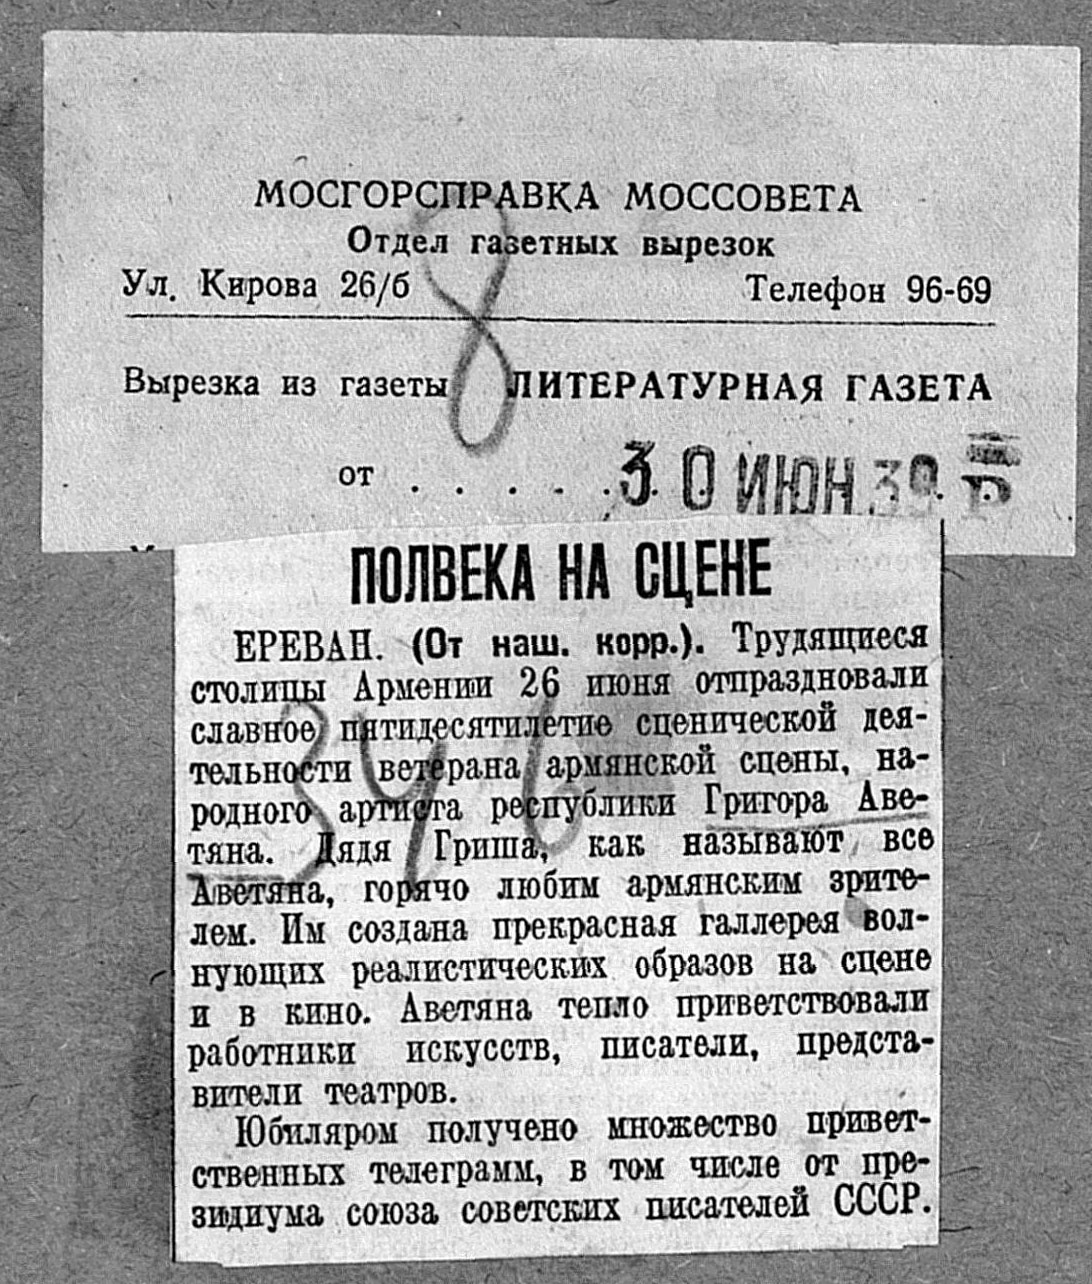 МОСГОРСПРАВКА МОССОВЕТА
Отдел газетных вырезок
Ул. Кирова 26/б Телефон 96-69
Вырезка из газеты ЛИТЕРАТУРНАЯ ГАЗЕТА
от . . . . . 30 ИЮН 39
8
ПОЛВЕКА НА СЦЕНЕ
ЕРЕВАН. (От наш. корр.). Трудящиеся
столицы Армении 26 июня отпраздновали
славное пятидесятилетие сценической дея-
тельности ветерана армянской сцены, на-
родного артиста республики Григора Аве-
тяна. Дядя Гриша, как называют все
Аветяна, горячо любим армянским зрите-
лем. Им создана прекрасная галлерея вол-
нующих реалистических образов на сцене
и в кино. Аветяна тепло приветствовали
работники искусств, писатели, предста-
вители театров.
Юбиляром получено множество привет-
ственных телеграмм, в том числе от пре-
зидиума союза советских писателей СССР.
346